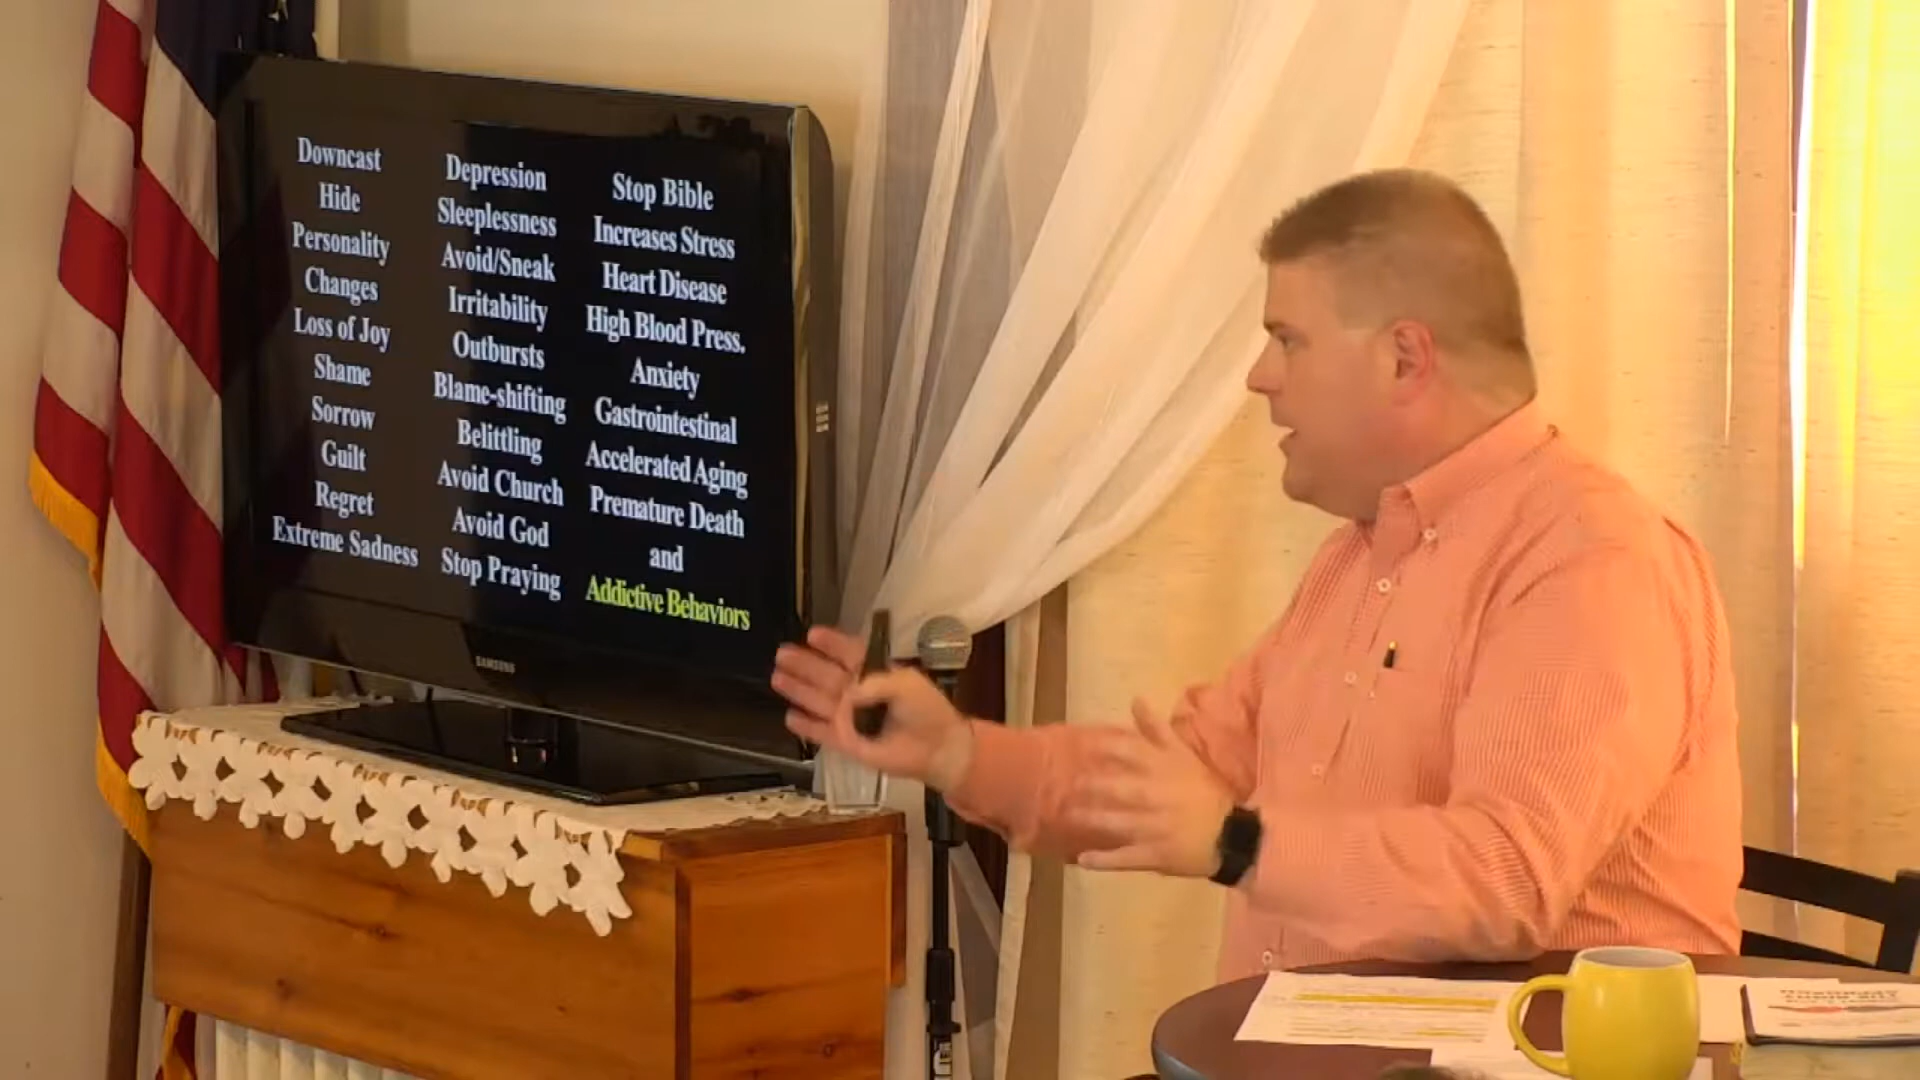 Downcast
Hide
Personality
Changes
Loss of Joy
Shame
Sorrow
Guilt
Regret
Extreme Sadness
Depression
Sleeplessness
Avoid/Sneak
Irritability
Outbursts
Blame-shifting
Belittling
Avoid Church
Avoid God
Stop Praying
Stop Bible
Increases Stress
Heart Disease
High Blood Press.
Anxiety
Gastrointestinal
Accelerated Aging
Premature Death
and
Addictive Behaviors
SAMSUNG